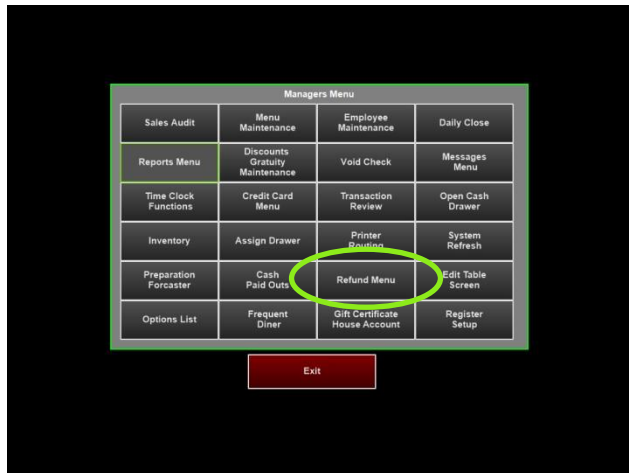 Managers Menu
Sales Audit
Menu
Maintenance
Employee
Maintenance
Daily Close
Reports Menu
Discounts
Gratuity
Maintenance
Void Check
Messages
Menu
Time Clock
Functions
Credit Card
Menu
Transaction
Review
Open Cash
Drawer
Inventory
Assign Drawer
Printer
Routing
System
Refresh
Preparation
Forcaster
Cash
Paid Outs
Refund Menu
Edit Table
Screen
Options List
Frequent
Diner
Gift Certificate
House Account
Register
Setup
Exit